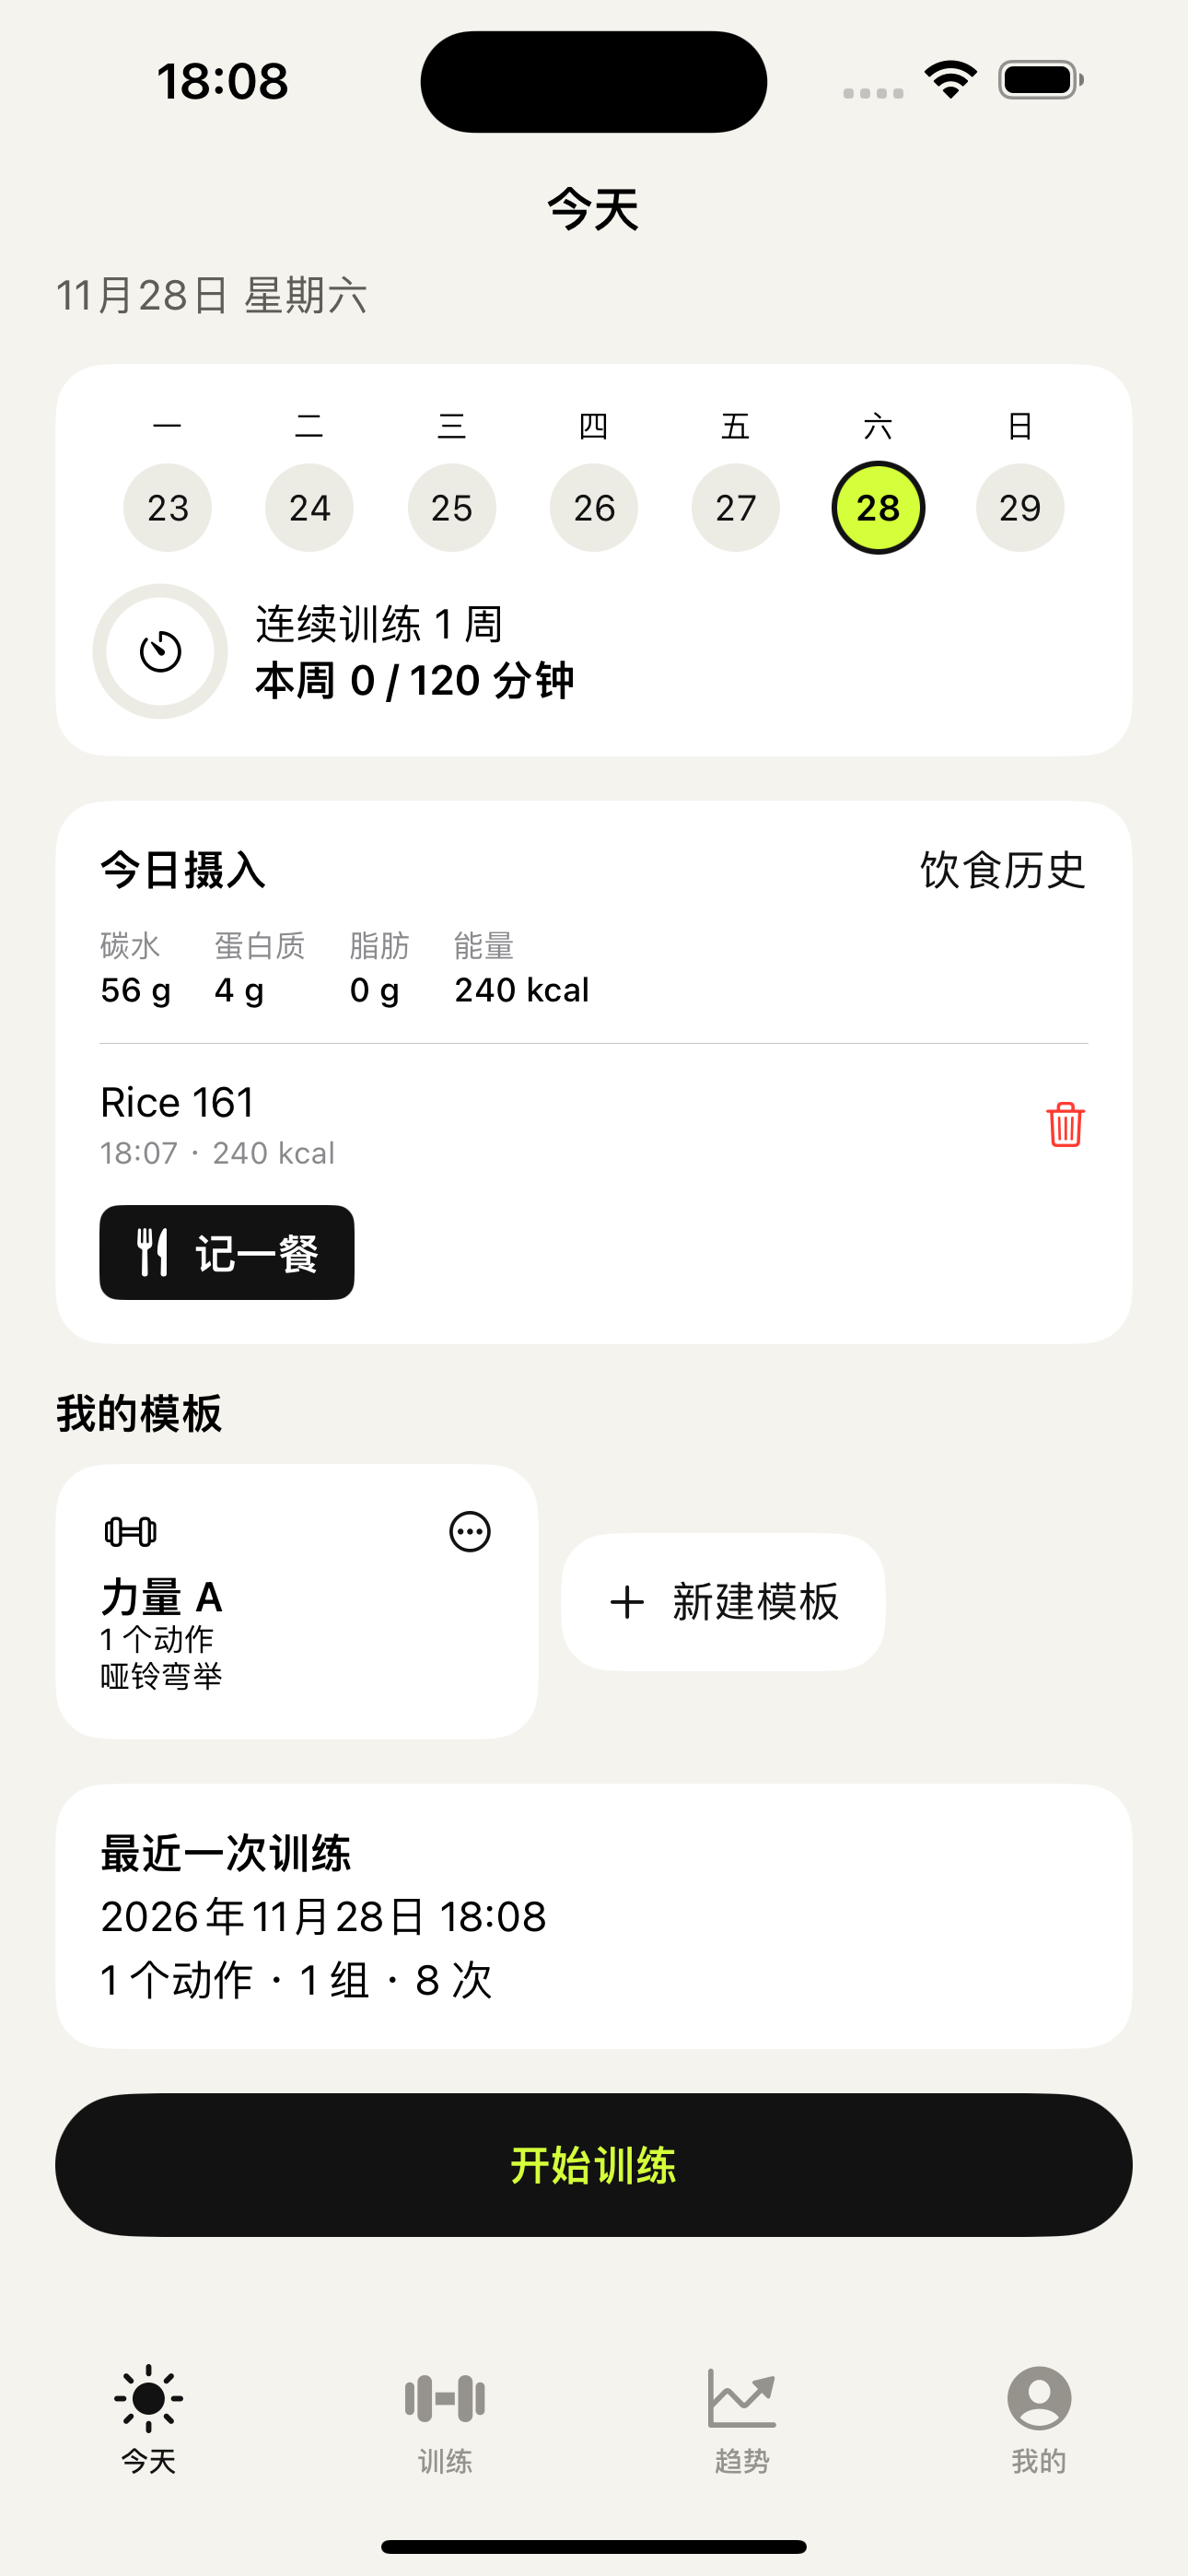 18:08
今天
11月28日 星期六
一 二 三 四 五 六 日
23 24 25 26 27 28 29
连续训练 1 周
本周 0 / 120 分钟
今日摄入 饮食历史
碳水 蛋白质 脂肪 能量
56 g 4 g 0 g 240 kcal
Rice 161
18:07 · 240 kcal
记一餐
我的模板
力量 A
1 个动作
哑铃弯举
新建模板
最近一次训练
2026年11月28日 18:08
1 个动作 · 1 组 · 8 次
开始训练
今天 训练 趋势 我的